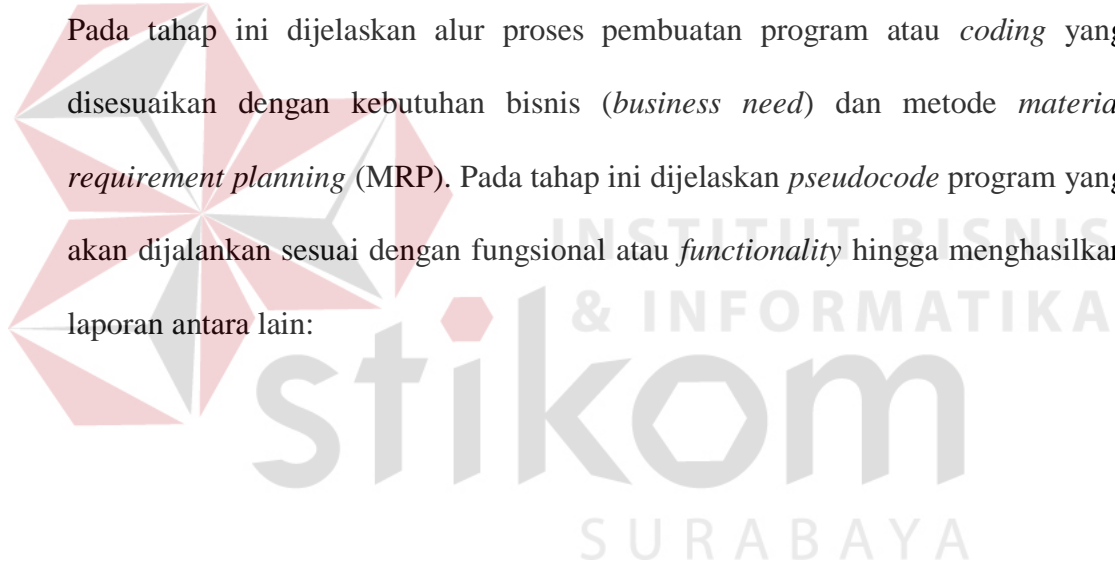 Pada tahap ini dijelaskan alur proses pembuatan program atau coding yang
disesuaikan dengan kebutuhan bisnis (business need) dan metode material
requirement planning (MRP). Pada tahap ini dijelaskan pseudocode program yang
akan dijalankan sesuai dengan fungsional atau functionality hingga menghasilkan
INSTITUT BISNIS
& INFORMATIKA
laporan antara lain:
stikom
SURABAYA